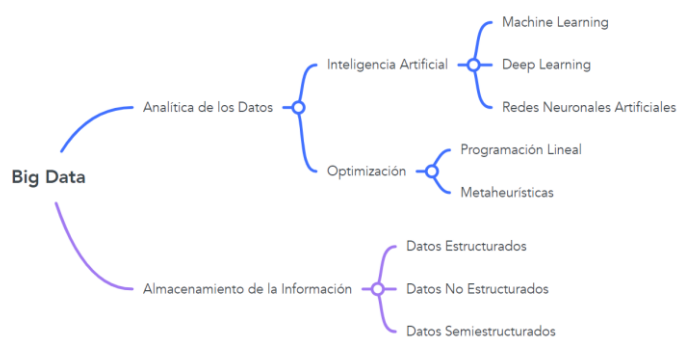 Big Data
Analítica de los Datos
Inteligencia Artificial
Machine Learning
Deep Learning
Redes Neuronales Artificiales
Optimización
Programación Lineal
Metaheurísticas
Almacenamiento de la Información
Datos Estructurados
Datos No Estructurados
Datos Semiestructurados